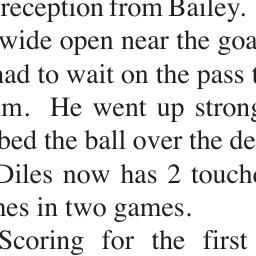 reception from Bailey.
wide open near the goa
had to wait on the pass t
m. He went up strong
bed the ball over the de
Diles now has 2 touch
nes in two games.
Scoring for the first